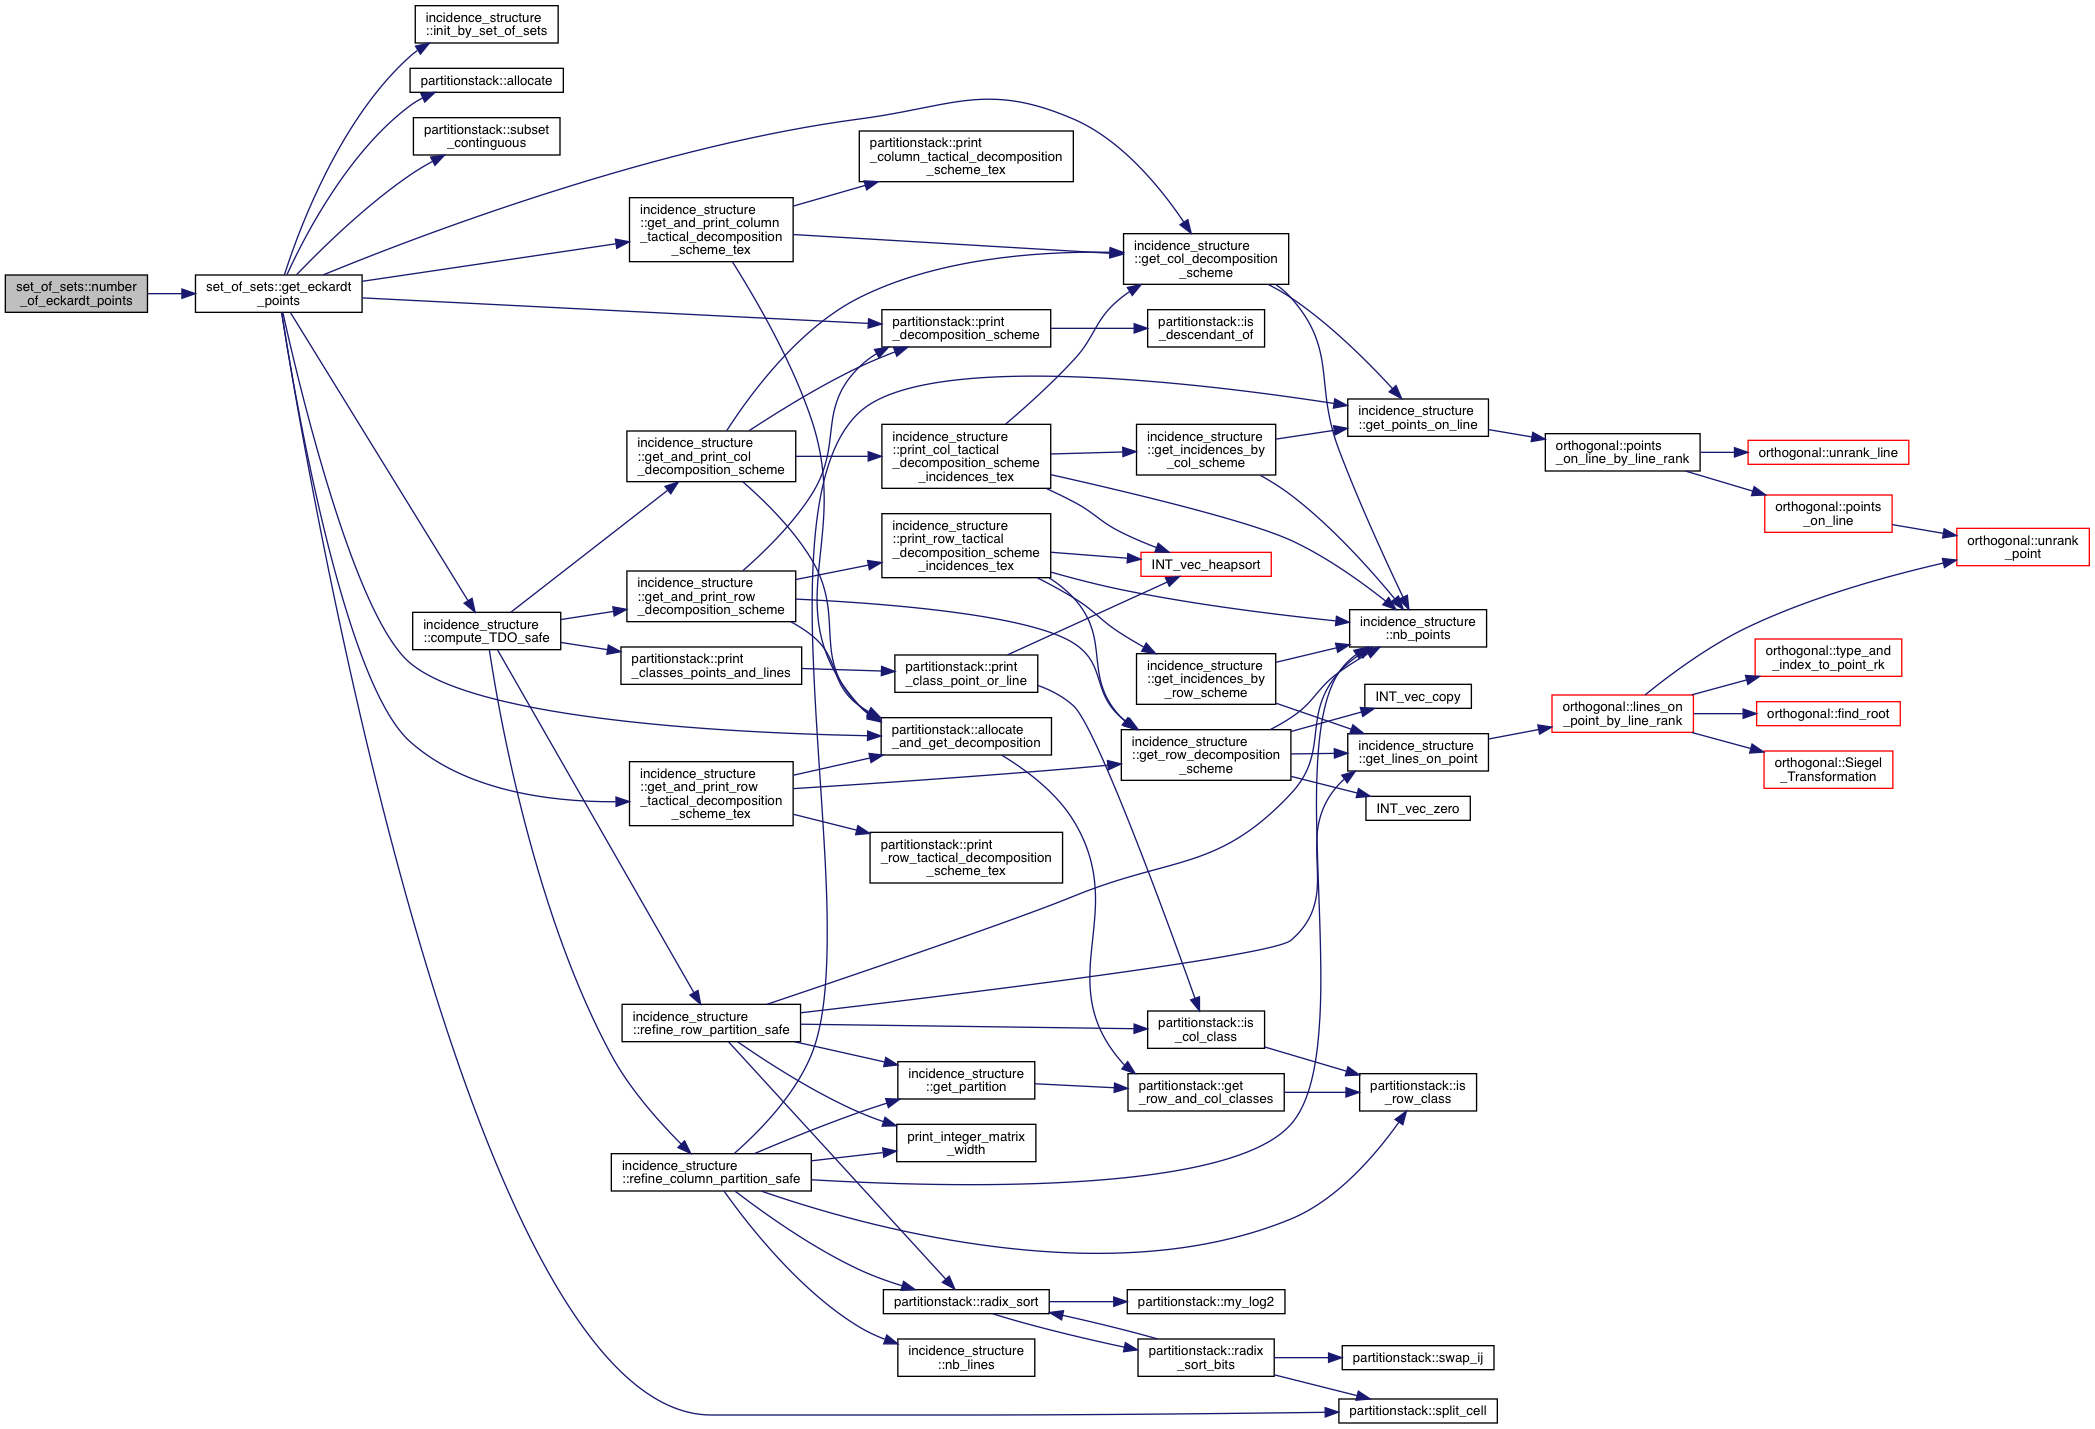 incidence_structure
::init_by_set_of_sets
partitionstack::allocate
partitionstack::subset
_continguous
partitionstack::print
_column_tactical_decomposition
_scheme_tex
incidence_structure
::get_and_print_column
_tactical_decomposition
_scheme_tex
incidence_structure
::get_col_decomposition
_scheme
set_of_sets::number
_of_eckardt_points
set_of_sets::get_eckardt
_points
partitionstack::print
_decomposition_scheme
partitionstack::is
_descendant_of
incidence_structure
::get_points_on_line
incidence_structure
::get_and_print_col
_decomposition_scheme
incidence_structure
::print_col_tactical
_decomposition_scheme
_incidences_tex
incidence_structure
::get_incidences_by
_col_scheme
orthogonal::points
_on_line_by_line_rank
orthogonal::unrank_line
orthogonal::points
_on_line
orthogonal::unrank
_point
incidence_structure
::print_row_tactical
_decomposition_scheme
_incidences_tex
INT_vec_heapsort
incidence_structure
::get_and_print_row
_decomposition_scheme
incidence_structure
::compute_TDO_safe
incidence_structure
::nb_points
partitionstack::print
_classes_points_and_lines
partitionstack::print
_class_point_or_line
incidence_structure
::get_incidences_by
_row_scheme
orthogonal::type_and
_index_to_point_rk
INT_vec_copy
orthogonal::lines_on
_point_by_line_rank
orthogonal::find_root
partitionstack::allocate
_and_get_decomposition
incidence_structure
::get_row_decomposition
_scheme
incidence_structure
::get_lines_on_point
orthogonal::Siegel
_Transformation
incidence_structure
::get_and_print_row
_tactical_decomposition
_scheme_tex
INT_vec_zero
partitionstack::print
_row_tactical_decomposition
_scheme_tex
incidence_structure
::refine_row_partition_safe
partitionstack::is
_col_class
incidence_structure
::get_partition
partitionstack::get
_row_and_col_classes
partitionstack::is
_row_class
print_integer_matrix
_width
incidence_structure
::refine_column_partition_safe
partitionstack::radix_sort
partitionstack::my_log2
incidence_structure
::nb_lines
partitionstack::radix
_sort_bits
partitionstack::swap_ij
partitionstack::split_cell